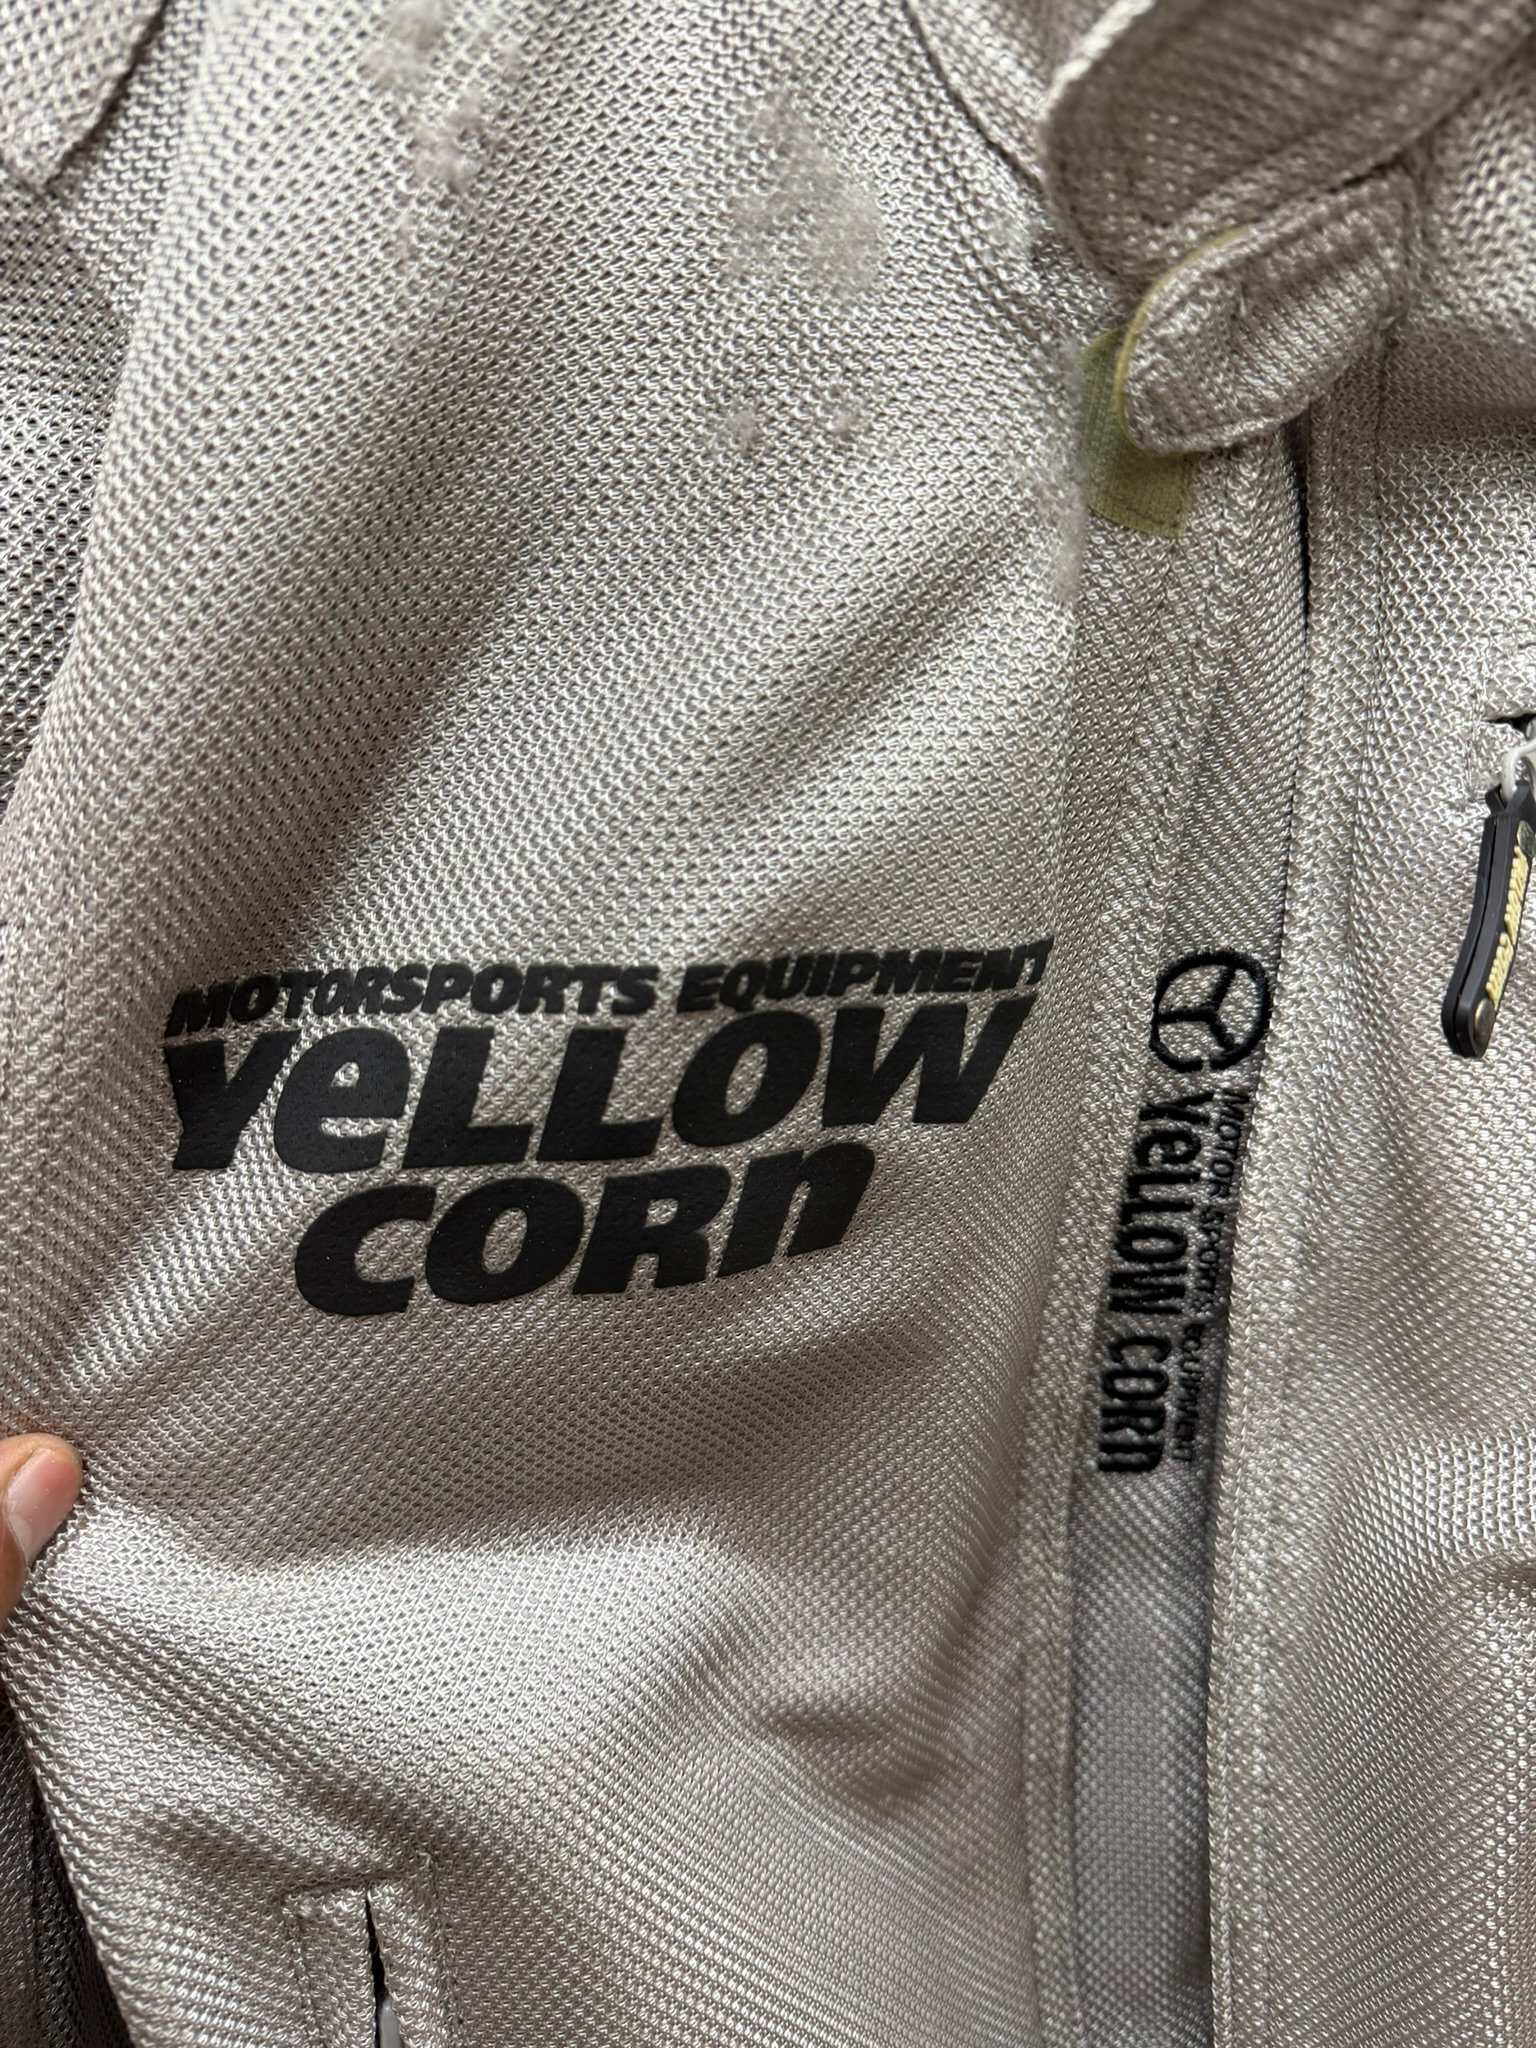 MOTORSPORTS EQUIPMENT
YeLLOW
CORn
MOTOR SPORTS EQUIPMENT
YeLLOW CORn